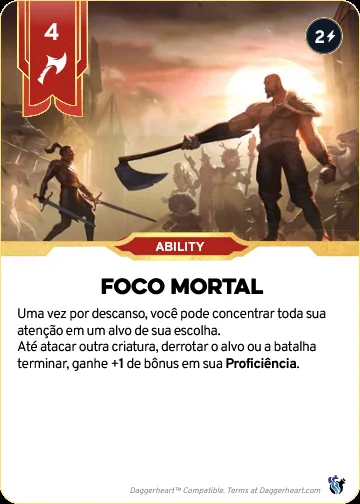 4
2
ABILITY
FOCO MORTAL
Uma vez por descanso, você pode concentrar toda sua
atenção em um alvo de sua escolha.
Até atacar outra criatura, derrotar o alvo ou a batalha
terminar, ganhe +1 de bônus em sua Proficiência.
Daggerheart™ Compatible. Terms at Daggerheart.com